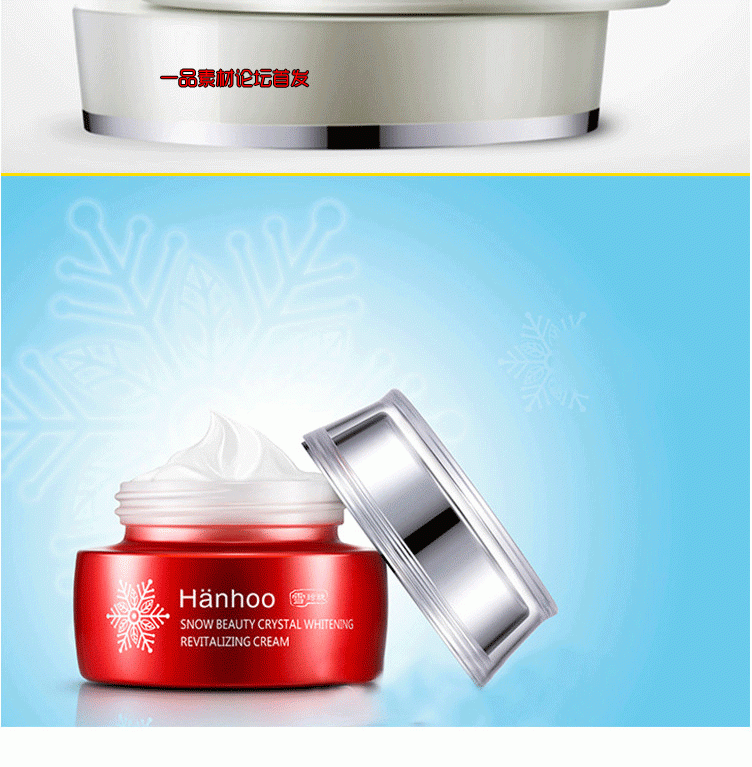 一品素材论坛首发
Hänhoo
SNOW BEAUTY CRYSTAL WHITENING
REVITALIZING CREAM